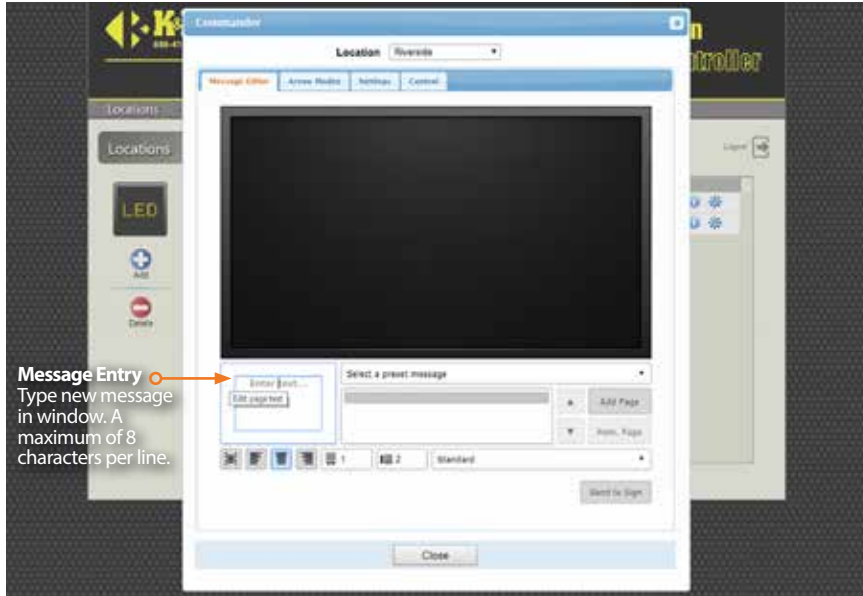 K&
Commander
n
Location Riverside
ntroller
Message Editor Arrow Modes Settings Control
Locations
Locations
Logout
LED
Add
Delete
Message Entry
Type new message
in window. A
maximum of 8
characters per line.
Enter text...
Edit page text
Select a preset message
Add Page
Rem. Page
1 2 Standard
Send to Sign
Close